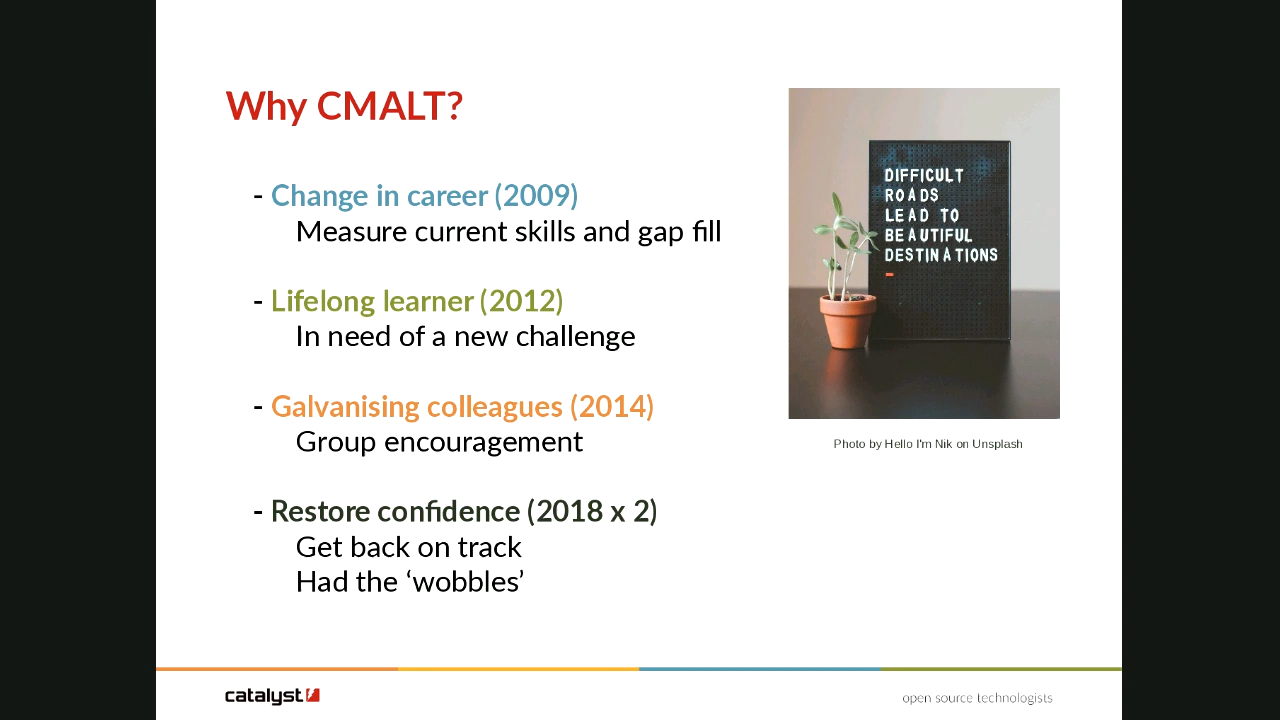 Why CMALT?
- Change in career (2009)
Measure current skills and gap fill
- Lifelong learner (2012)
In need of a new challenge
- Galvanising colleagues (2014)
Group encouragement
- Restore confidence (2018 x 2)
Get back on track
Had the ‘wobbles’
DIFFICULT
ROADS
LEAD TO
BEAUTIFUL
DESTINATIONS
Photo by Hello I'm Nik on Unsplash
catalyst
open source technologists